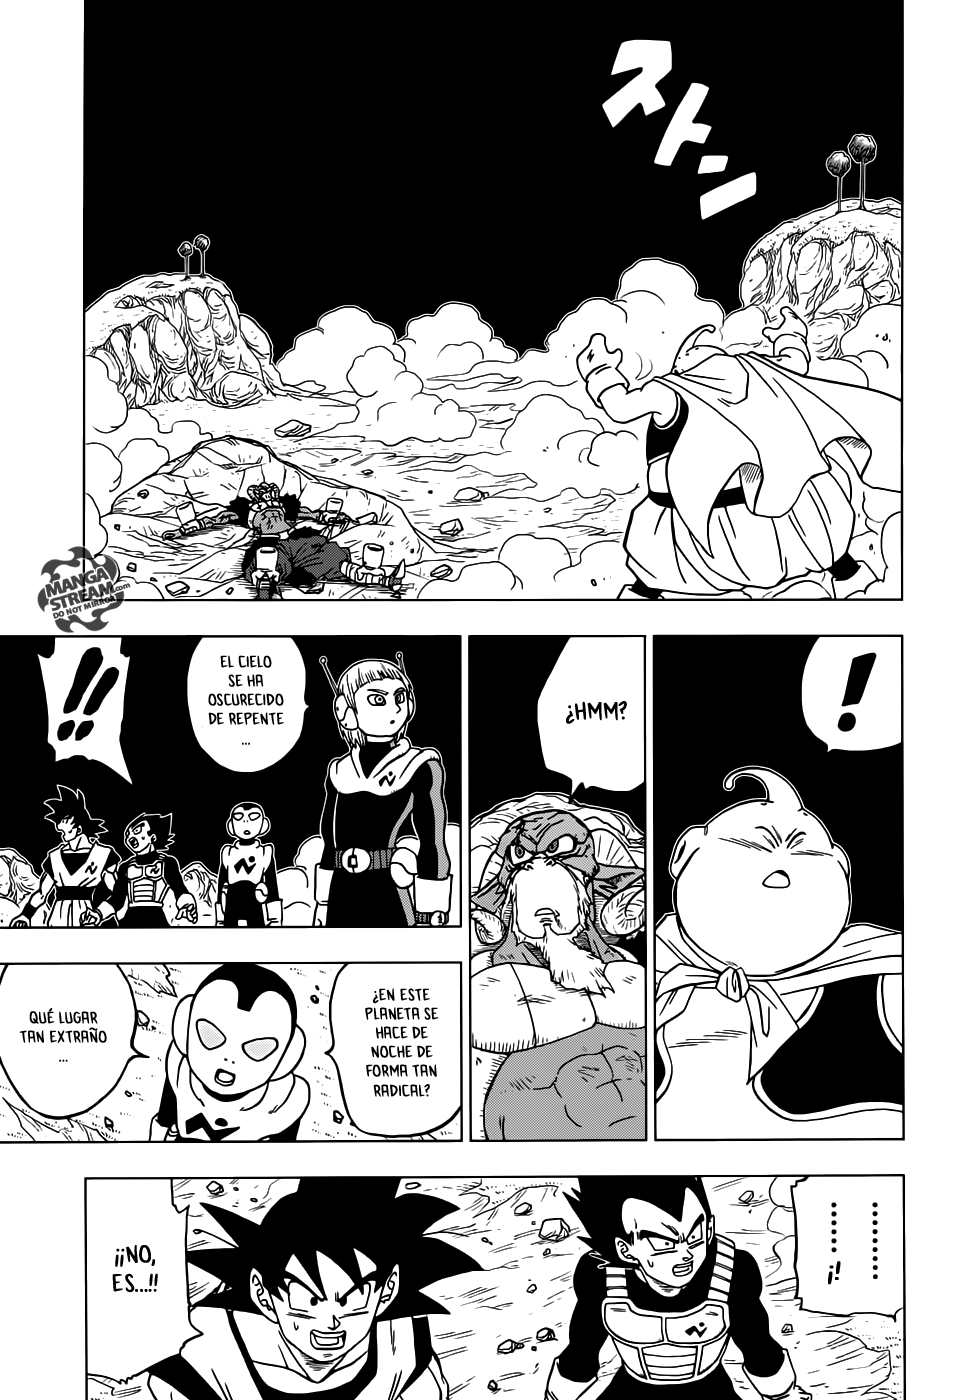 ストン
MANGA
STREAM.com
DO NOT MIRROR
!
¿HMM?
EL CIELO
SE HA
OSCURECIDO
DE REPENTE
...
!!
¿EN ESTE
PLANETA SE
HACE DE
NOCHE DE
FORMA TAN
RADICAL?
QUÉ LUGAR
TAN EXTRAÑO
...
.......
.....¡!
¡¡NO,
ES...!!